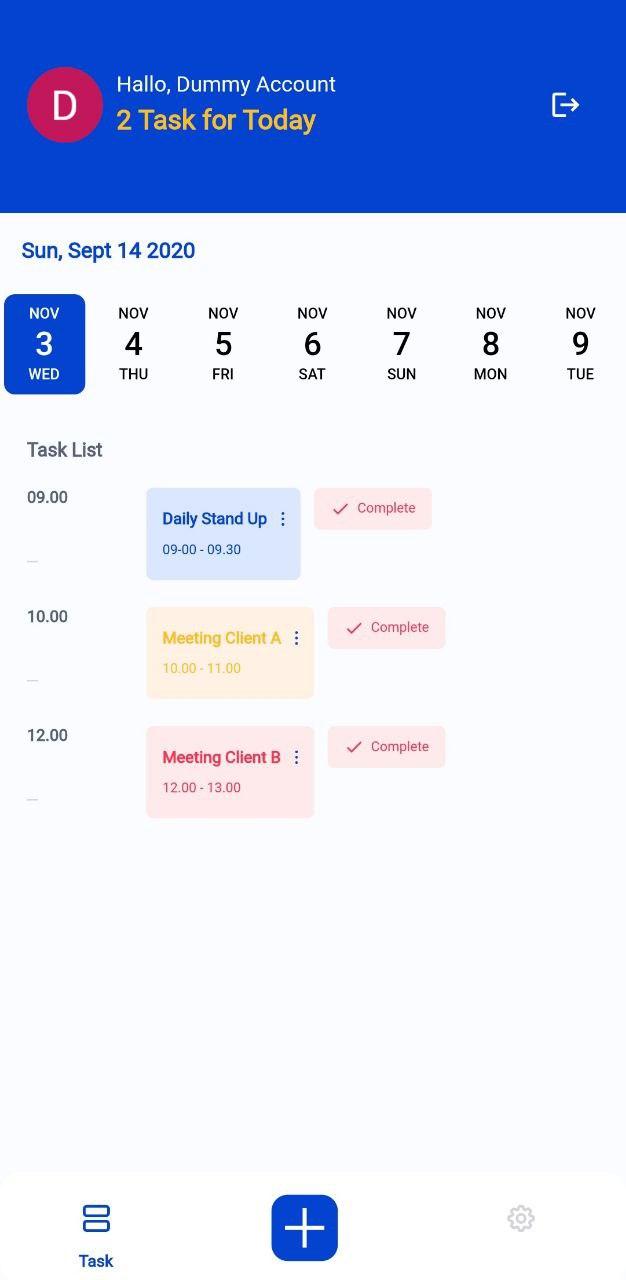 D
Hallo, Dummy Account
2 Task for Today
Sun, Sept 14 2020
NOV NOV NOV NOV NOV NOV NOV
3 4 5 6 7 8 9
WED THU FRI SAT SUN MON TUE
Task List
09.00
Daily Stand Up
09-00 - 09.30
Complete
10.00
Meeting Client A
10.00 - 11.00
Complete
12.00
Meeting Client B
12.00 - 13.00
Complete
Task